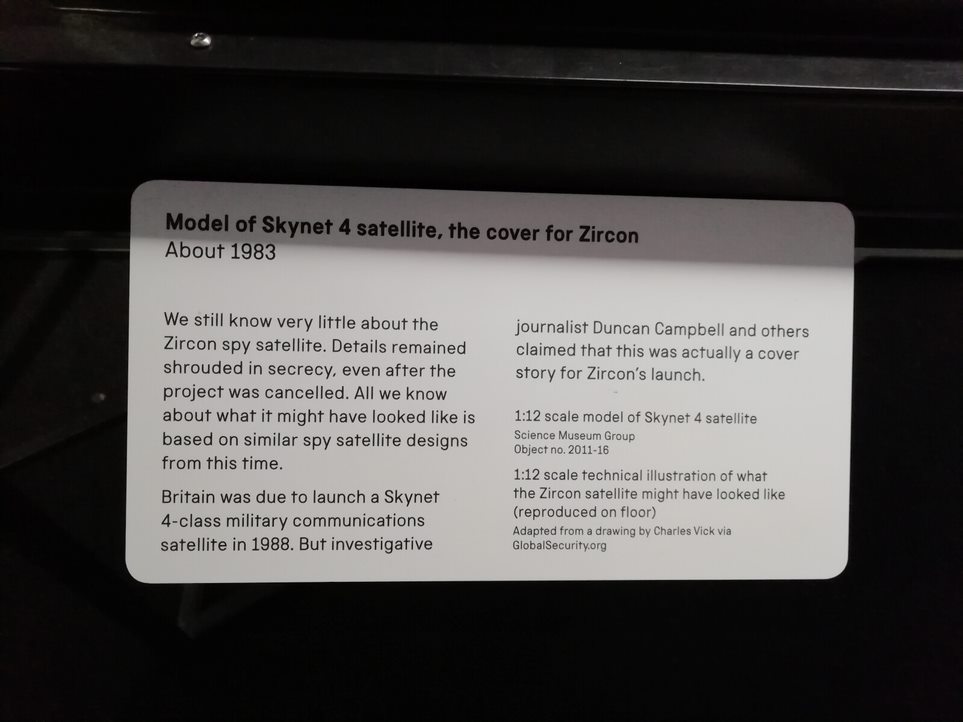 Model of Skynet 4 satellite, the cover for Zircon
About 1983
We still know very little about the
Zircon spy satellite. Details remained
shrouded in secrecy, even after the
project was cancelled. All we know
about what it might have looked like is
based on similar spy satellite designs
from this time.
Britain was due to launch a Skynet
4-class military communications
satellite in 1988. But investigative
journalist Duncan Campbell and others
claimed that this was actually a cover
story for Zircon's launch.
1:12 scale model of Skynet 4 satellite
Science Museum Group
Object no. 2011-16
1:12 scale technical illustration of what
the Zircon satellite might have looked like
(reproduced on floor)
Adapted from a drawing by Charles Vick via
GlobalSecurity.org